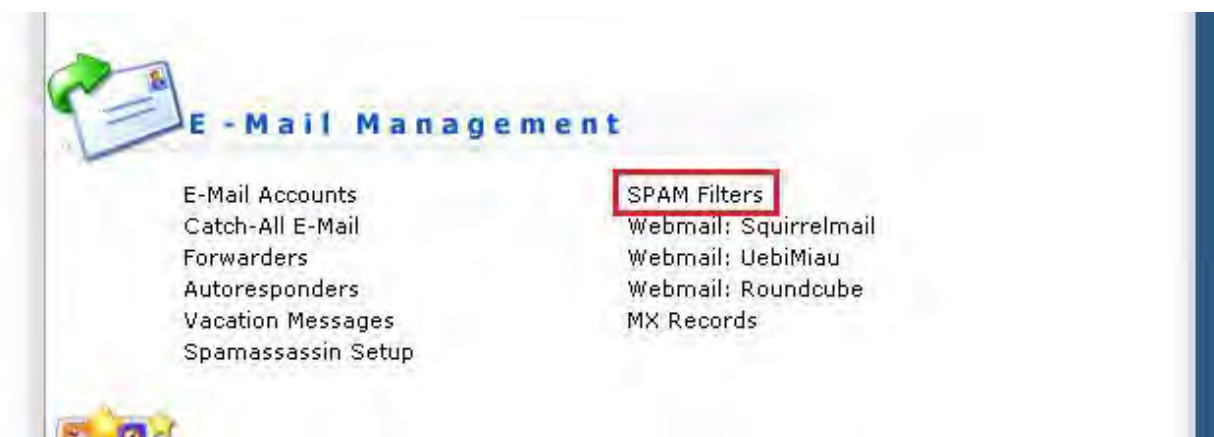 E-Mail Management
E-Mail Accounts
Catch-All E-Mail
Forwarders
Autoresponders
Vacation Messages
Spamassassin Setup
SPAM Filters
Webmail: Squirrelmail
Webmail: UebiMiau
Webmail: Roundcube
MX Records